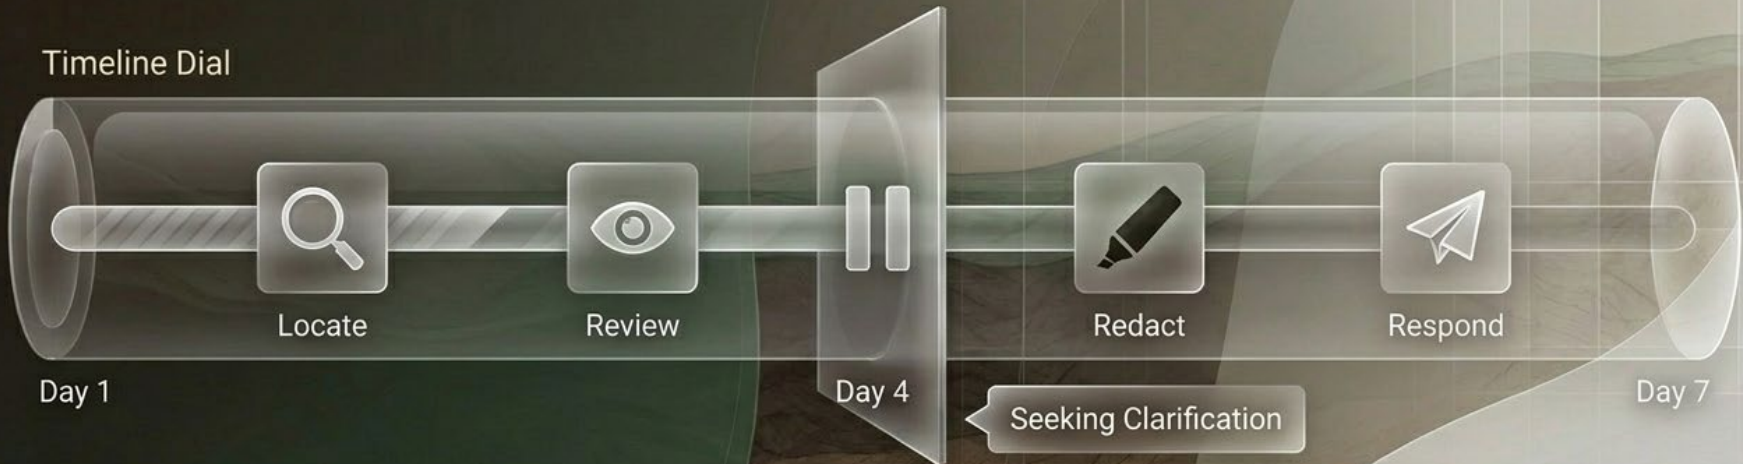 Timeline Dial
Locate
Review
Redact
Respond
Day 1
Day 4
Day 7
Seeking Clarification